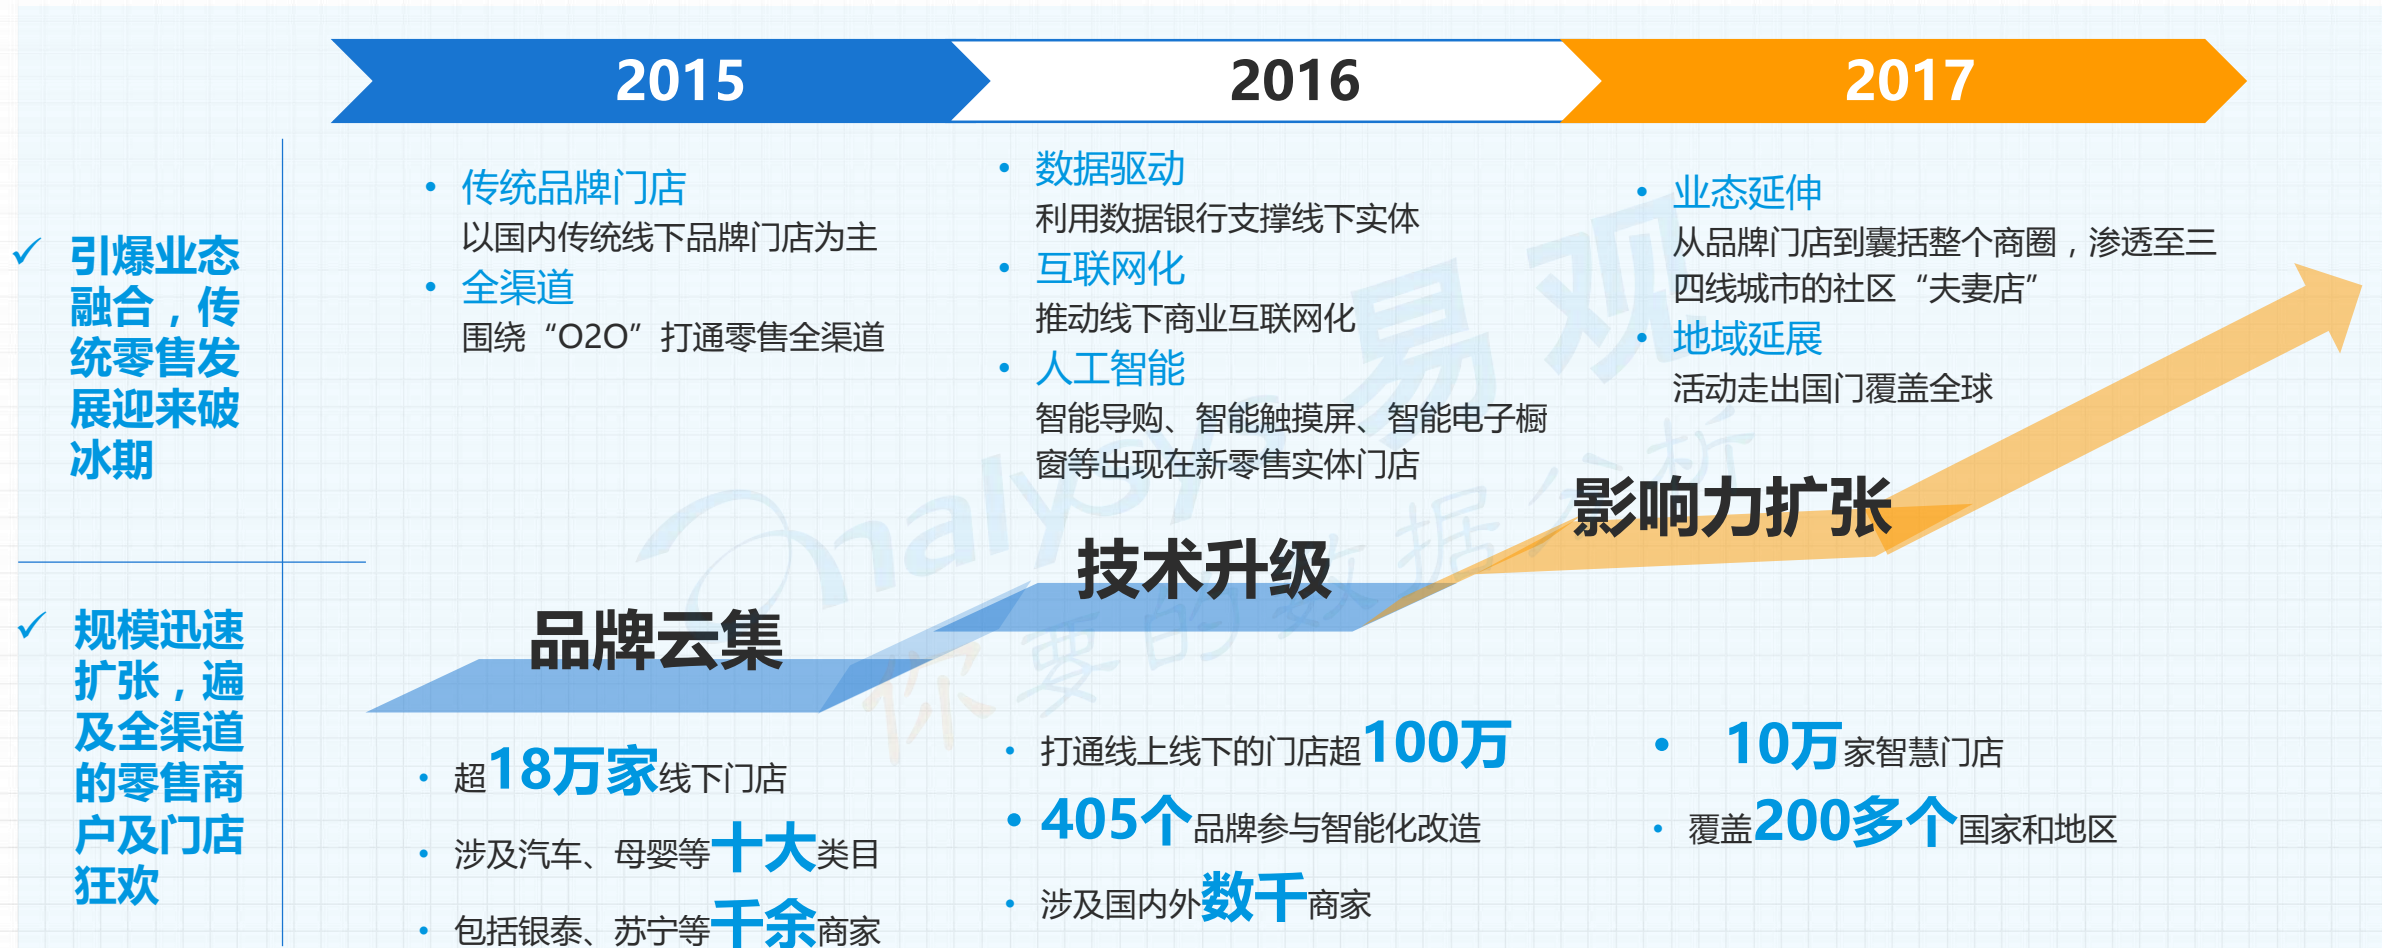 2015
2016
2017
✓ 引爆业态
融合，传
统零售发
展迎来破
冰期
• 传统品牌门店
以国内传统线下品牌门店为主
• 全渠道
围绕“O2O”打通零售全渠道
• 数据驱动
利用数据银行支撑线下实体
• 互联网化
推动线下商业互联网化
• 人工智能
智能导购、智能触摸屏、智能电子橱
窗等出现在新零售实体门店
• 业态延伸
从品牌门店到囊括整个商圈，渗透至三
四线城市的社区“夫妻店”
• 地域延展
活动走出国门覆盖全球
品牌云集
技术升级
影响力扩张
✓ 规模迅速
扩张，遍
及全渠道
的零售商
户及门店
狂欢
• 超18万家线下门店
• 涉及汽车、母婴等十大类目
• 包括银泰、苏宁等千余商家
• 打通线上线下的门店超100万
• 405个品牌参与智能化改造
• 涉及国内外数千商家
• 10万家智慧门店
• 覆盖200多个国家和地区
Analysys 易观
你要的数据分析